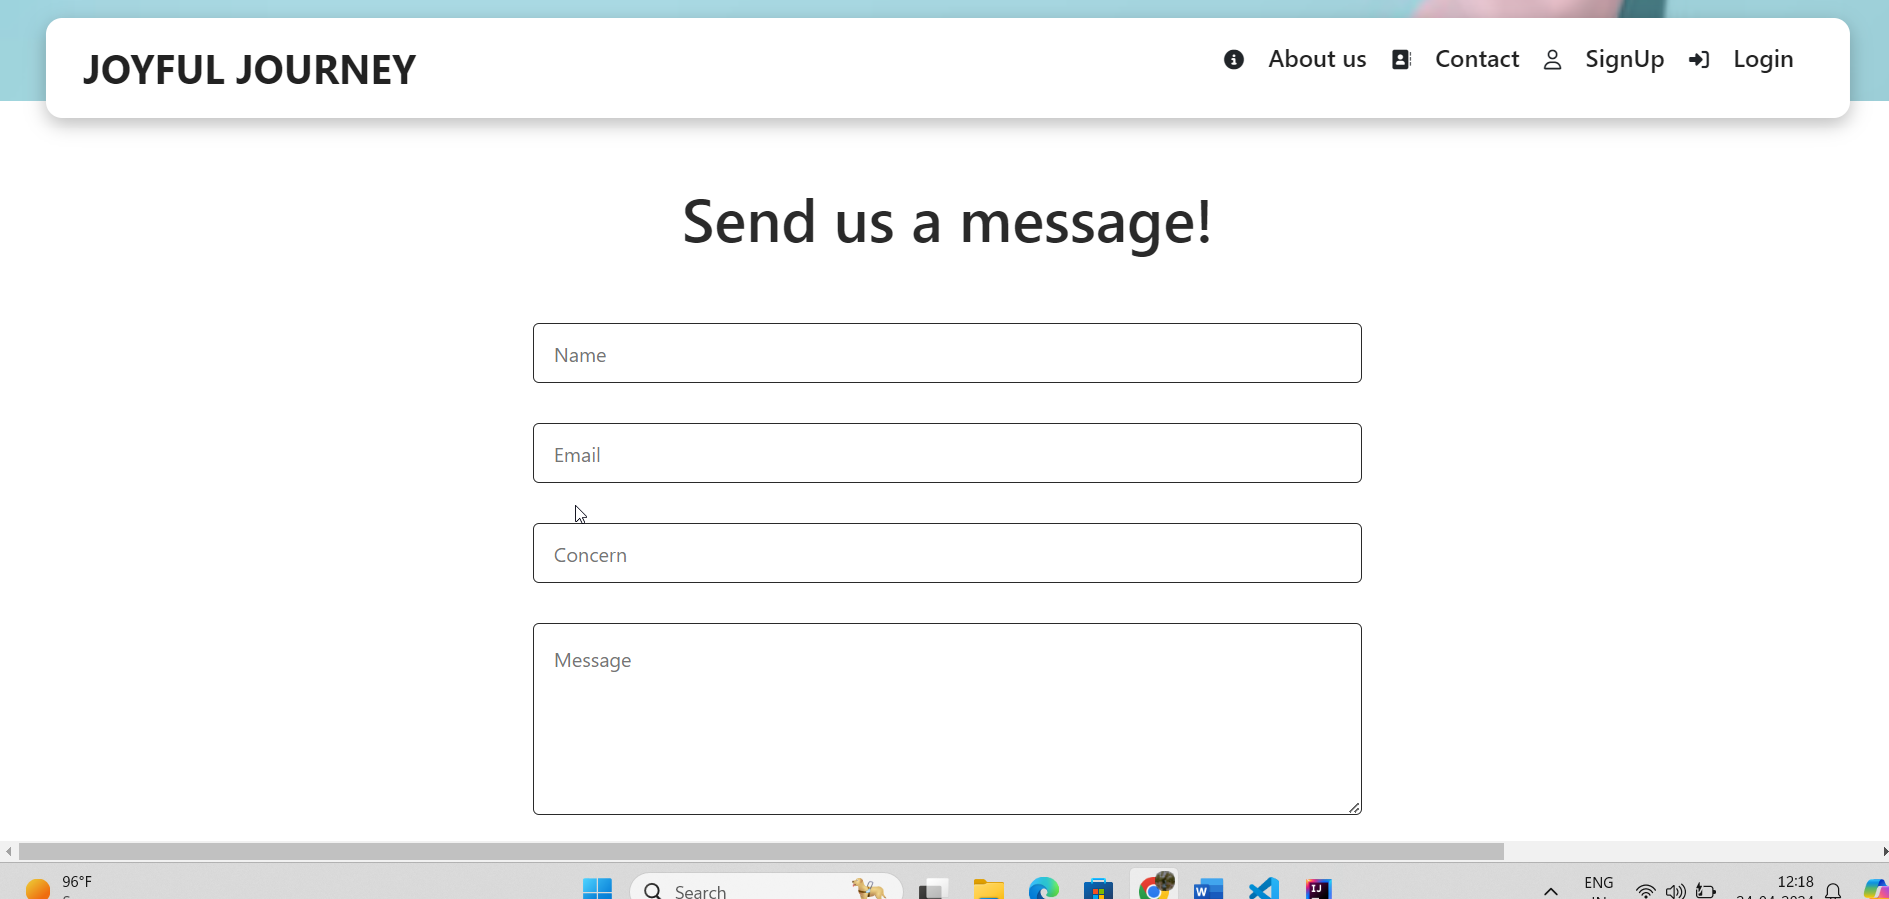 JOYFUL JOURNEY
About us Contact SignUp Login
Send us a message!
Name
Email
Concern
Message
96°F
Search
ENG
12:18